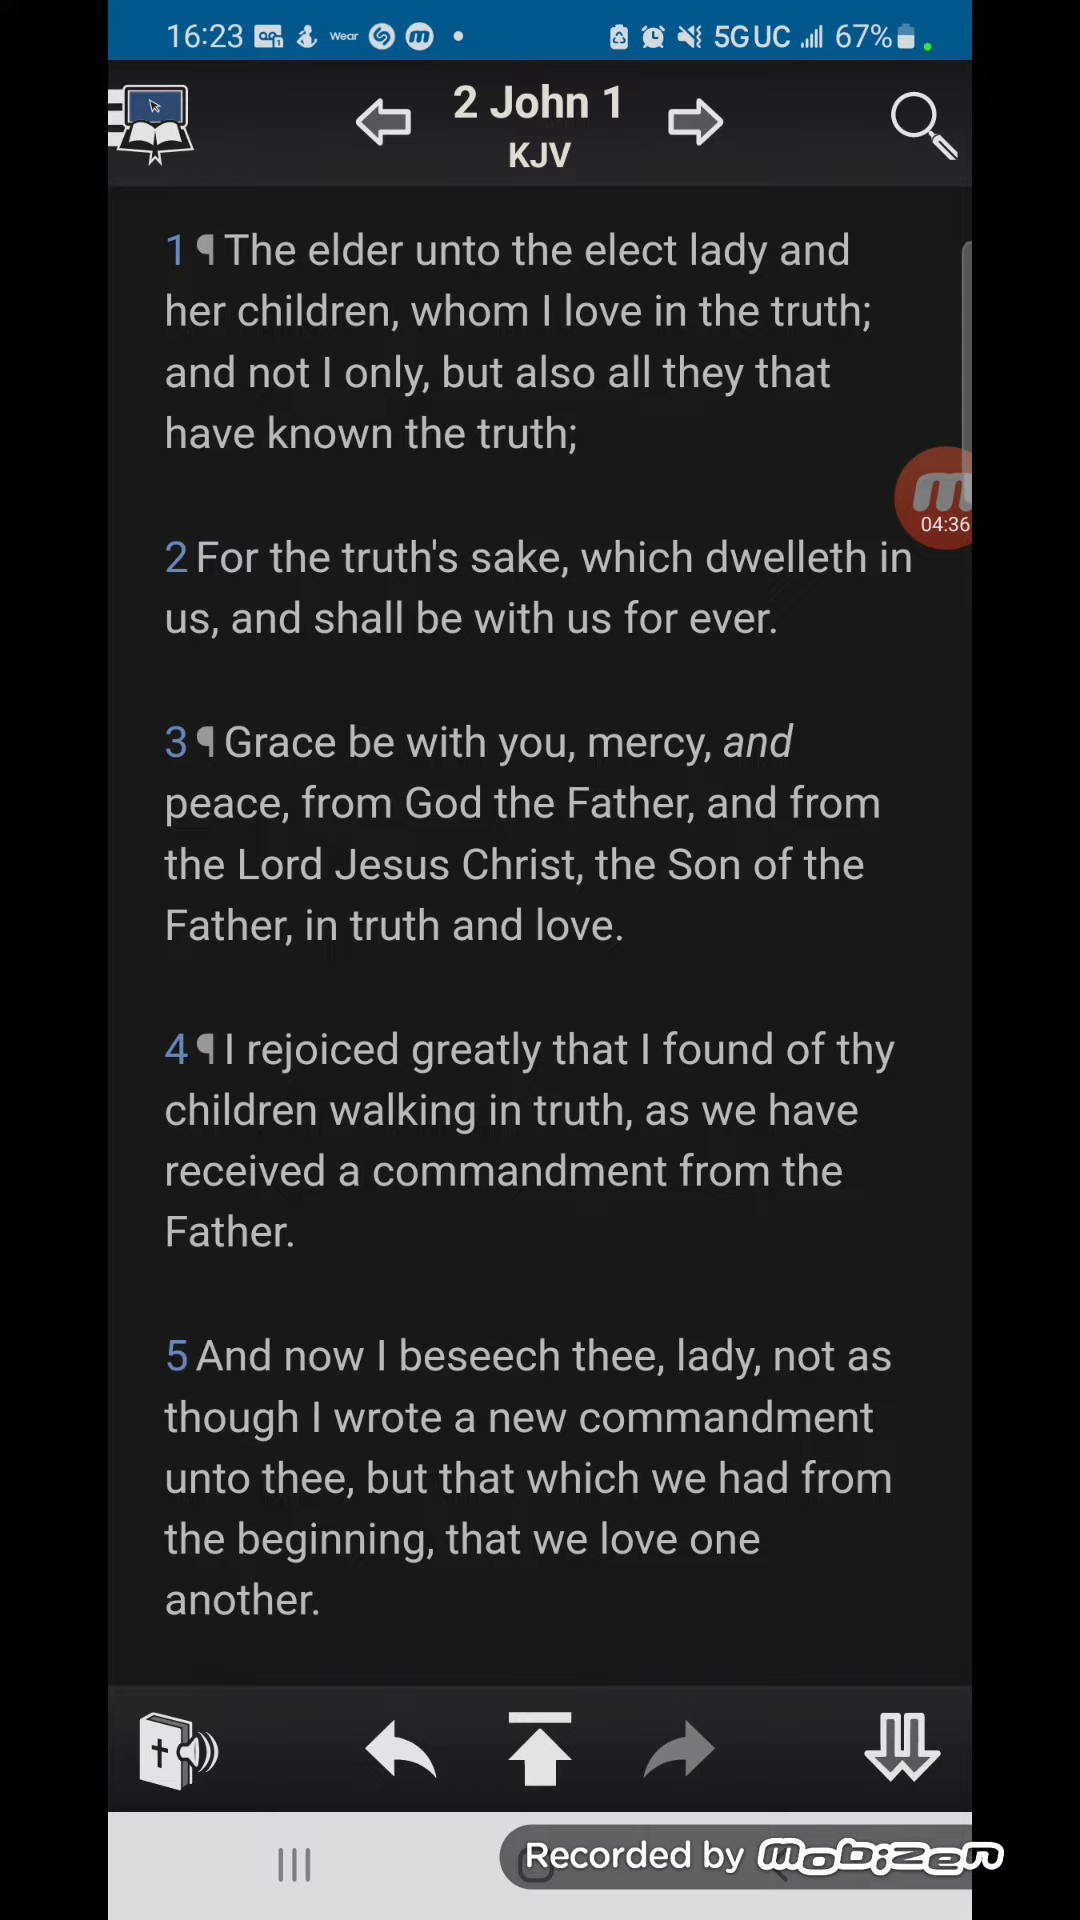 16:23 Wear 5G UC 67%
2 John 1
KJV
1 ¶ The elder unto the elect lady and
her children, whom I love in the truth;
and not I only, but also all they that
have known the truth;
04:36
2 For the truth's sake, which dwelleth in
us, and shall be with us for ever.
3 ¶ Grace be with you, mercy, and
peace, from God the Father, and from
the Lord Jesus Christ, the Son of the
Father, in truth and love.
4 ¶ I rejoiced greatly that I found of thy
children walking in truth, as we have
received a commandment from the
Father.
5 And now I beseech thee, lady, not as
though I wrote a new commandment
unto thee, but that which we had from
the beginning, that we love one
another.
Recorded by mobizen